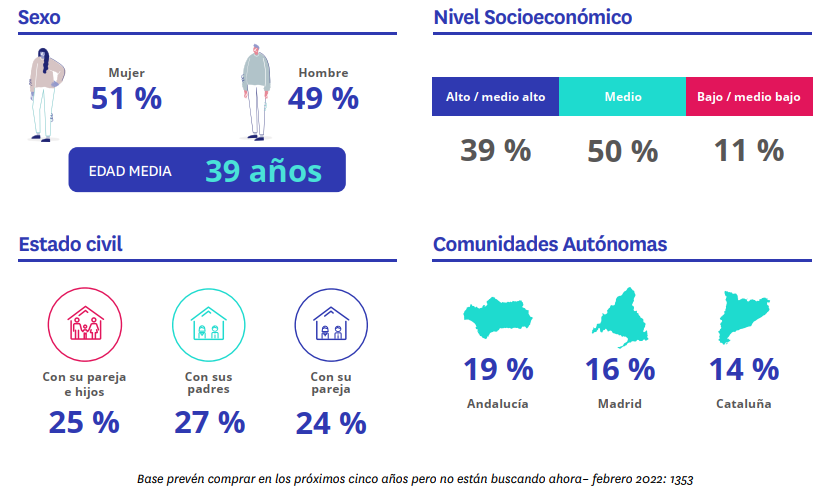 Sexo
Mujer
51 %
Hombre
49 %
EDAD MEDIA 39 años
Nivel Socioeconómico
Alto / medio alto Medio Bajo / medio bajo
39 % 50 % 11 %
Estado civil
Con su pareja
e hijos
25 %
Con sus
padres
27 %
Con su
pareja
24 %
Comunidades Autónomas
19 %
Andalucía
16 %
Madrid
14 %
Cataluña
Base prevén comprar en los próximos cinco años pero no están buscando ahora– febrero 2022: 1353